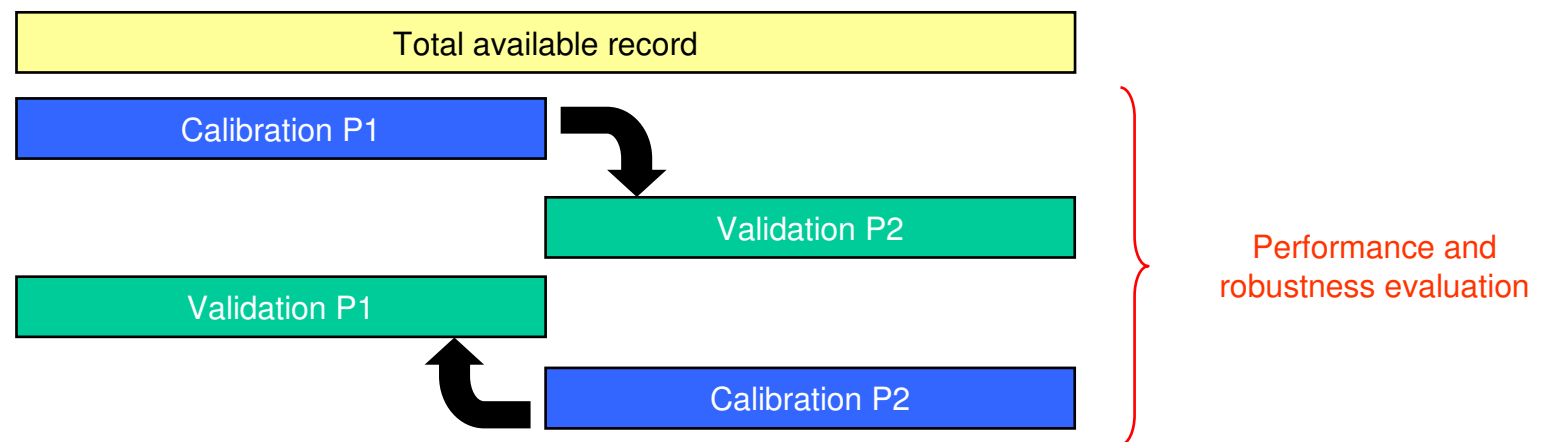 Total available record
Calibration P1
Validation P2
Validation P1
Calibration P2
Performance and
robustness evaluation